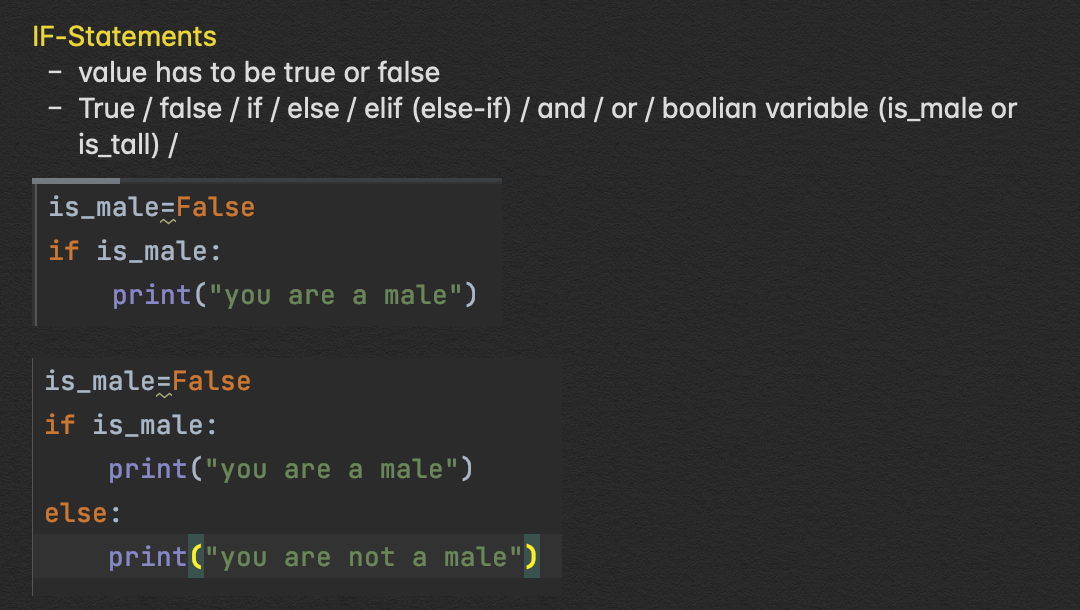 IF-Statements
– value has to be true or false
– True / false / if / else / elif (else-if) / and / or / boolian variable (is_male or
is_tall) /
is_male=False
if is_male:
    print("you are a male")
is_male=False
if is_male:
    print("you are a male")
else:
    print("you are not a male")